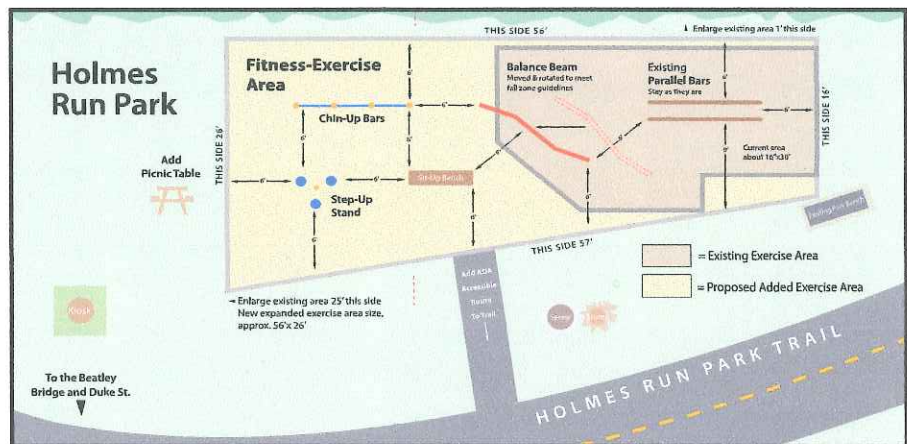 THIS SIDE 56'
Enlarge existing area 1' this side
Holmes
Run Park
Fitness-Exercise
Area
Balance Beam
Moved & rotated to meet
fall zone guidelines
Existing
Parallel Bars
Stay as they are
6'
6'
6'
Chin-Up Bars
6'
THIS SIDE 26'
THIS SIDE 16'
6'
6'
6'
6'
Current area
about 16'x30'
Add
Picnic Table
6'
6'
Sit-Up Bench
Step-Up
Stand
6'
6'
6'
Existing Park Bench
THIS SIDE 57'
= Existing Exercise Area
= Proposed Added Exercise Area
Add ADA
Accessible
Route
To Trail
Enlarge existing area 25' this side
New expanded exercise area size,
approx. 56'x 26'
Kiosk
To the Beatley
Bridge and Duke St.
HOLMES RUN PARK TRAIL